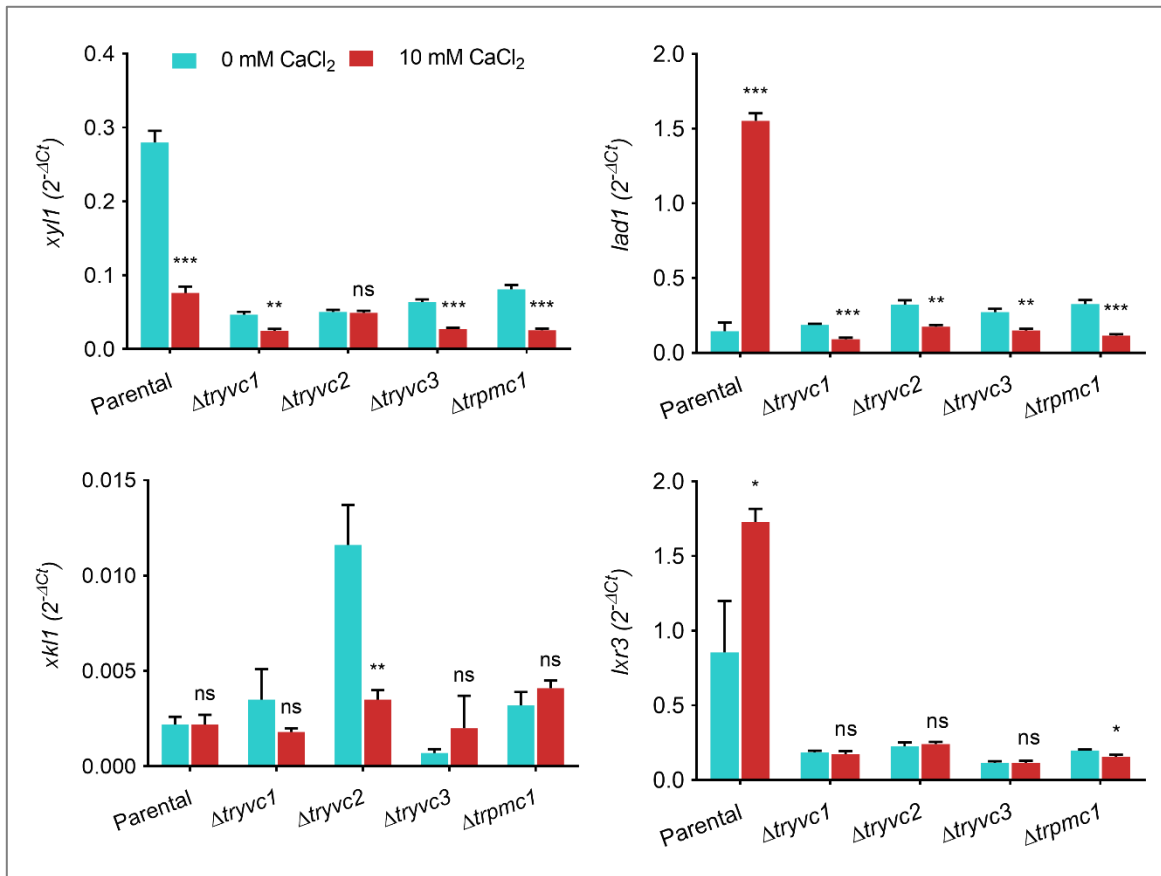 0 mM CaCl₂ 10 mM CaCl₂
xyl1 (2^-ΔCt)
0.4
0.3
0.2
0.1
0.0
*** ** ns *** ***
Parental Δtryvc1 Δtryvc2 Δtryvc3 Δtrpmc1
lad1 (2^-ΔCt)
2.0
1.5
1.0
0.5
0.0
*** *** ** ** ***
Parental Δtryvc1 Δtryvc2 Δtryvc3 Δtrpmc1
xkl1 (2^-ΔCt)
0.015
0.010
0.005
0.000
ns ns ** ns ns
Parental Δtryvc1 Δtryvc2 Δtryvc3 Δtrpmc1
lxr3 (2^-ΔCt)
2.0
1.5
1.0
0.5
0.0
* ns ns ns *
Parental Δtryvc1 Δtryvc2 Δtryvc3 Δtrpmc1